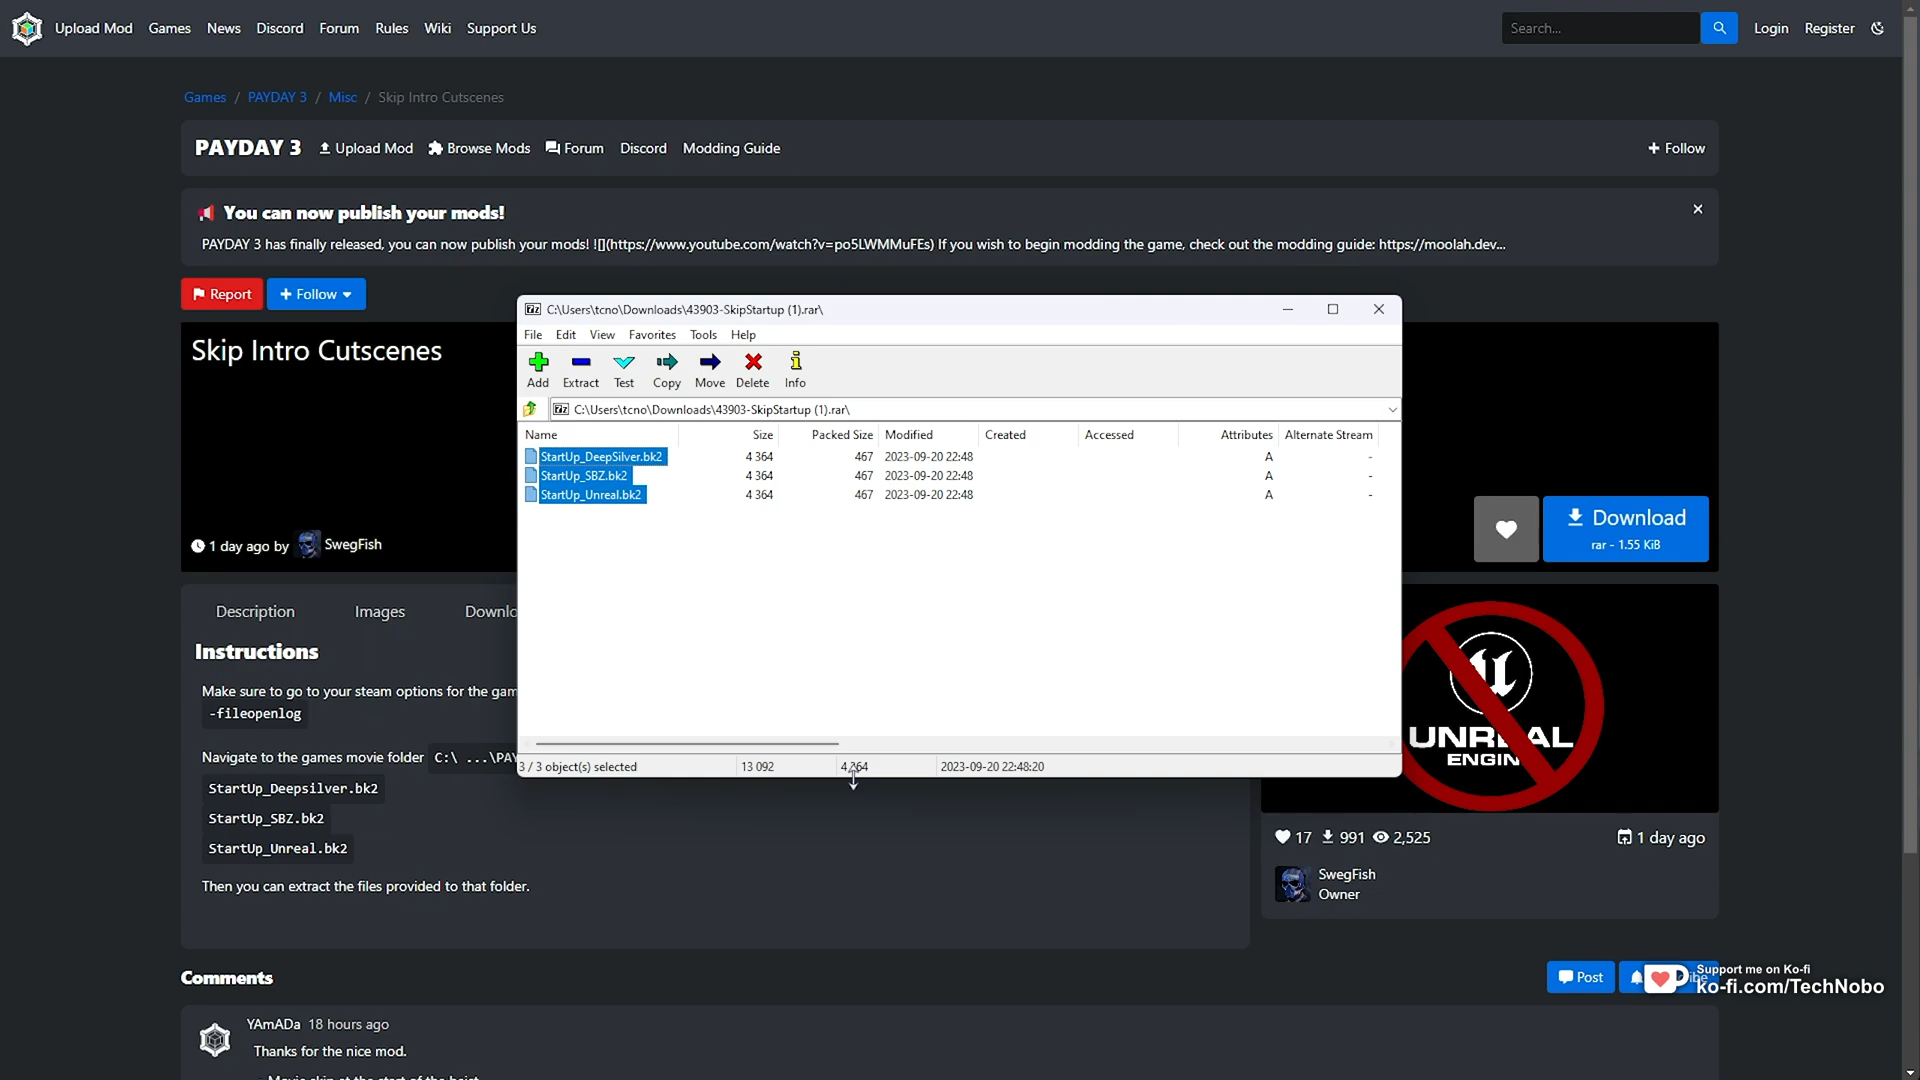 Upload Mod Games News Discord Forum Rules Wiki Support Us Search... Login Register
Games / PAYDAY 3 / Misc / Skip Intro Cutscenes
PAYDAY 3 Upload Mod Browse Mods Forum Discord Modding Guide + Follow
You can now publish your mods!
PAYDAY 3 has finally released, you can now publish your mods! ![](https://www.youtube.com/watch?v=po5LWMMuFEs) If you wish to begin modding the game, check out the modding guide: https://moolah.dev...
Report + Follow
C:\Users\tcno\Downloads\43903-SkipStartup (1).rar\
File Edit View Favorites Tools Help
Add Extract Test Copy Move Delete Info
C:\Users\tcno\Downloads\43903-SkipStartup (1).rar\
Name Size Packed Size Modified Created Accessed Attributes Alternate Stream
StartUp_DeepSilver.bk2 4 364 467 2023-09-20 22:48 A -
StartUp_SBZ.bk2 4 364 467 2023-09-20 22:48 A -
StartUp_Unreal.bk2 4 364 467 2023-09-20 22:48 A -
3 / 3 object(s) selected 13 092 4 364 2023-09-20 22:48:20
Skip Intro Cutscenes
1 day ago by SwegFish
Download
rar - 1.55 KiB
Description Images Downlo
Instructions
Make sure to go to your steam options for the gam
-fileopenlog
Navigate to the games movie folder C:\ ...\PAY
StartUp_Deepsilver.bk2
StartUp_SBZ.bk2
StartUp_Unreal.bk2
Then you can extract the files provided to that folder.
UNREAL
ENGIN
17 991 2,525 1 day ago
SwegFish
Owner
Comments
Post
Support me on Ko-fi
ko-fi.com/TechNobo
YAmADa 18 hours ago
Thanks for the nice mod.